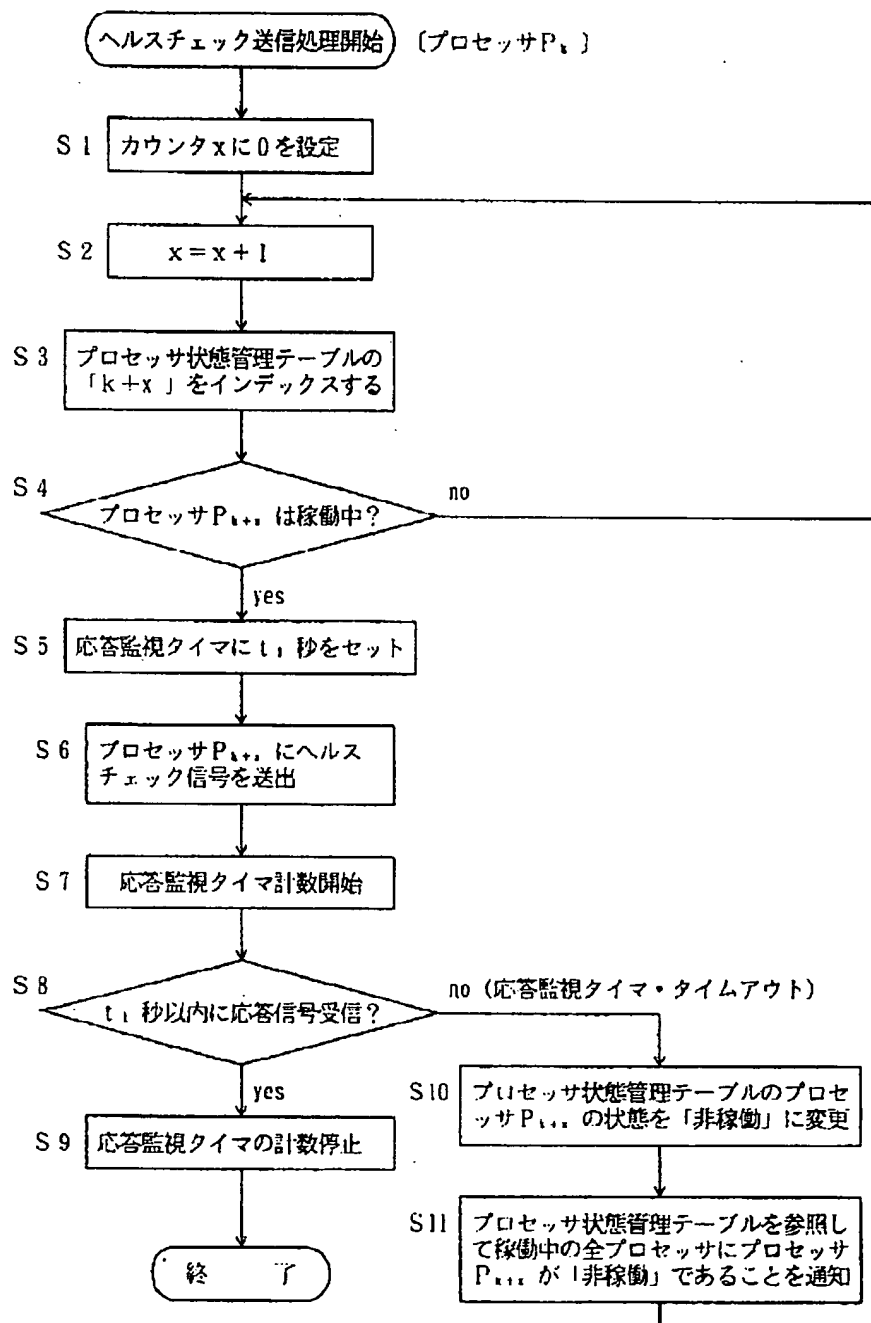 ヘルスチェック送信処理開始 〔プロセッサPk〕
S1 カウンタxに0を設定
S2 x=x+1
S3 プロセッサ状態管理テーブルの
「k+x」をインデックスする
S4 プロセッサPk+xは稼働中?
no
yes
S5 応答監視タイマにt1秒をセット
S6 プロセッサPk+xにヘルス
チェック信号を送出
S7 応答監視タイマ計数開始
S8 t1秒以内に応答信号受信?
no(応答監視タイマ・タイムアウト)
yes
S9 応答監視タイマの計数停止
終 了
S10 プロセッサ状態管理テーブルのプロセ
ッサPk+xの状態を「非稼働」に変更
S11 プロセッサ状態管理テーブルを参照し
て稼働中の全プロセッサにプロセッサ
Pk+xが「非稼働」であることを通知